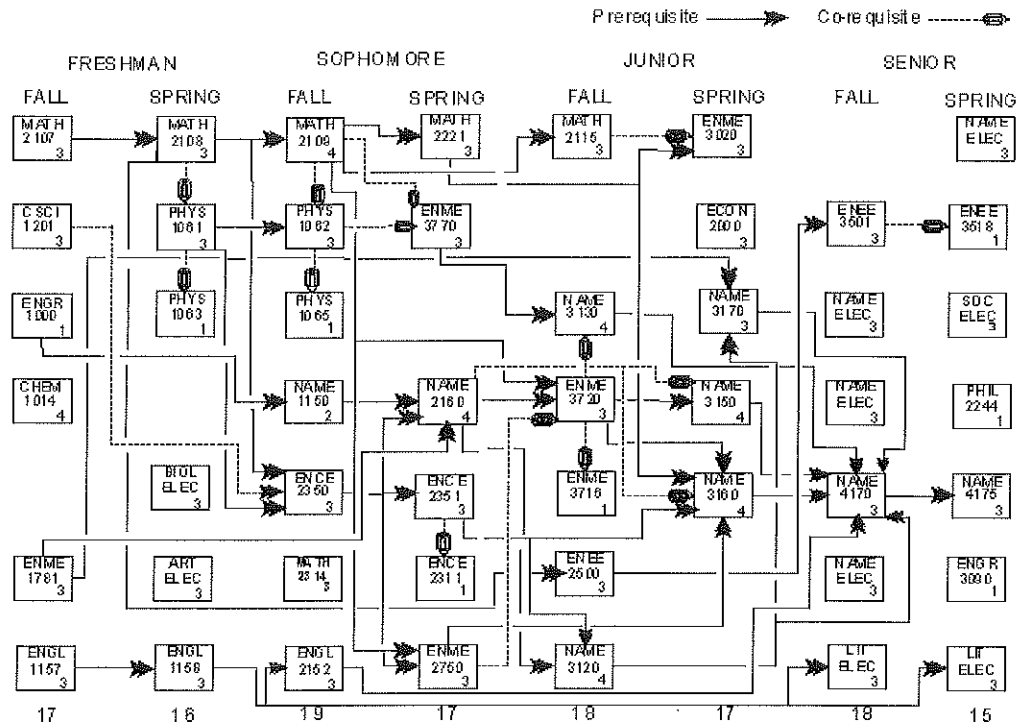 Prerequisite
Co-requisite
FRESHMAN
SOPHOMORE
JUNIOR
SENIOR
FALL
SPRING
FALL
SPRING
FALL
SPRING
FALL
SPRING
MATH
2107
3
CSCI
1201
3
ENGR
1000
1
CHEM
1014
4
ENME
1781
3
ENGL
1157
3
17
MATH
2108
3
PHYS
1061
3
PHYS
1063
1
BIOL
ELEC
3
ART
ELEC
3
ENGL
1158
3
16
MATH
2109
4
PHYS
1062
3
PHYS
1065
1
NAME
1150
2
ENCE
2350
3
MATH
2314
3
ENGL
2152
3
19
MATH
2221
3
ENME
3770
3
NAME
2160
4
ENCE
2351
3
ENCE
2311
1
ENME
2750
3
17
MATH
2115
3
NAME
3130
4
ENME
3720
3
ENME
3716
1
ENEE
2500
3
NAME
3120
4
18
ENME
3020
3
ECON
2000
3
NAME
3170
3
NAME
3150
4
NAME
3160
4
17
ENEE
3501
3
NAME
ELEC
3
NAME
ELEC
3
NAME
4170
3
NAME
ELEC
3
LIT
ELEC
3
18
NAME
ELEC
3
ENEE
3518
1
SOC
ELEC
3
PHIL
2244
1
NAME
4175
3
ENGR
3090
1
LIT
ELEC
3
15